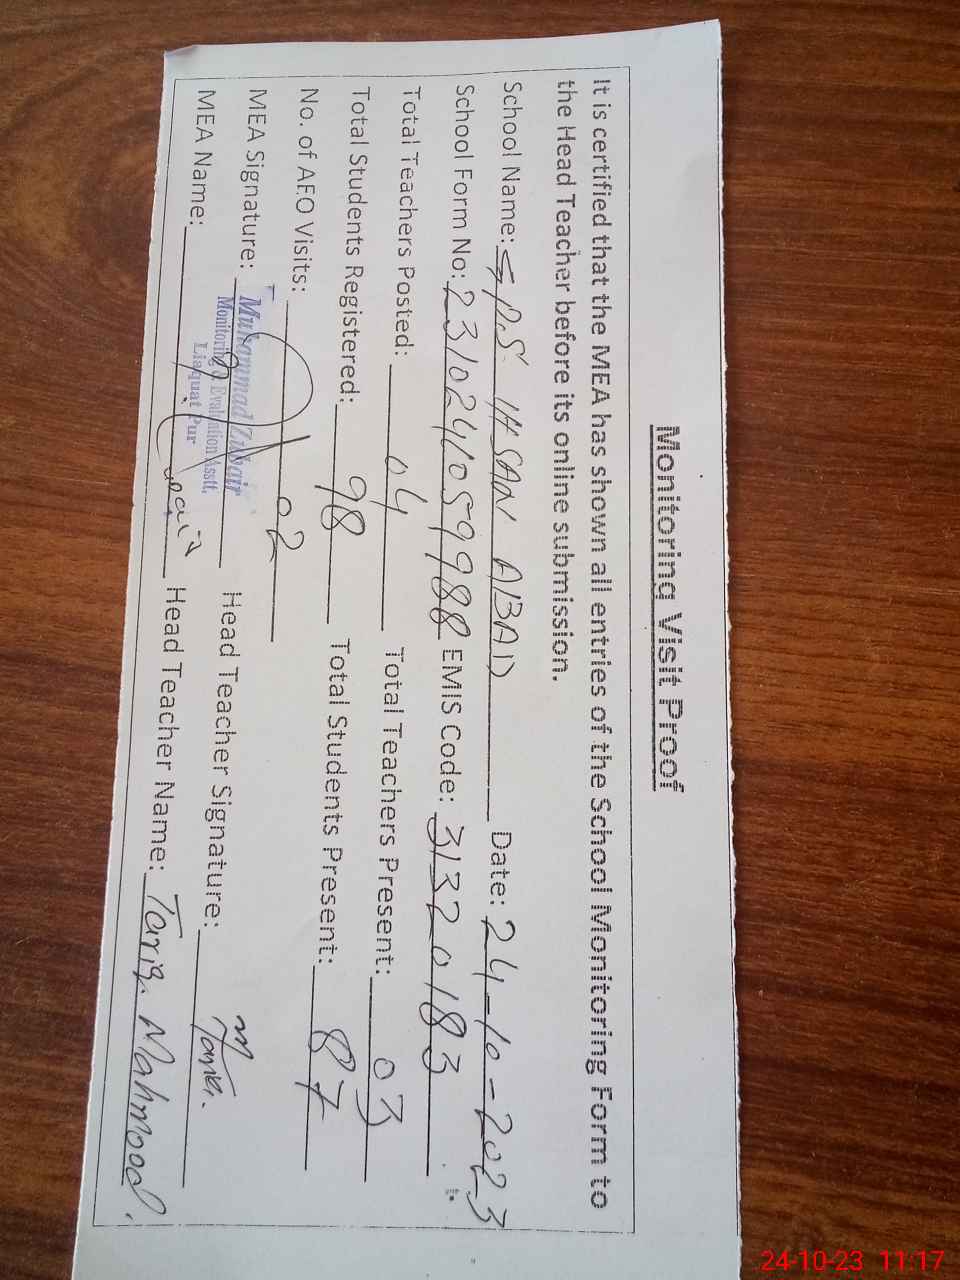 Monitoring Visit Proof
It is certified that the MEA has shown all entries of the School Monitoring Form to
the Head Teacher before its online submission.
School Name: G.P.S. IHSAN ABAD Date: 24-10-2023
School Form No: 23102410599988 EMIS Code: 31320183
Total Teachers Posted: 04 Total Teachers Present: 03
Total Students Registered: 98 Total Students Present: 87
No. of AEO Visits: 02
MEA Signature: Head Teacher Signature:
MEA Name: Head Teacher Name: Tariq Mahmood.
Muhammad Zubair
Monitoring & Evaluation Asstt.
Liaquat Pur
24-10-23 11:17